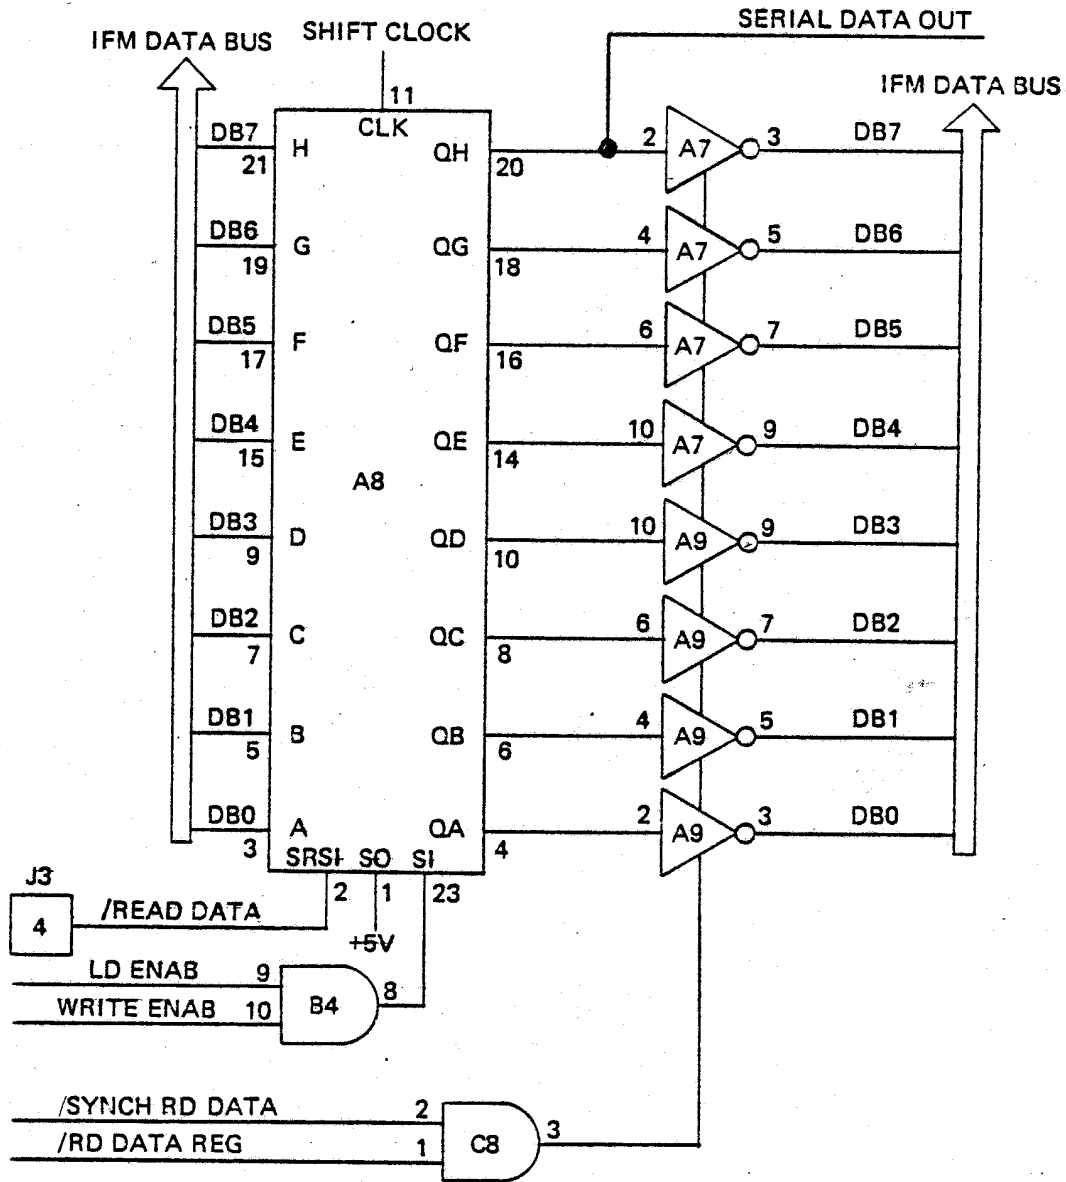 SERIAL DATA OUT
IFM DATA BUS
SHIFT CLOCK
IFM DATA BUS
11
CLK
DB7
21
H
QH
20
2
A7
3
DB7
DB6
19
G
QG
18
4
A7
5
DB6
DB5
17
F
QF
16
6
A7
7
DB5
DB4
15
E
QE
14
10
A7
9
DB4
A8
DB3
9
D
QD
10
10
A9
9
DB3
DB2
7
C
QC
8
6
A9
7
DB2
DB1
5
B
QB
6
4
A9
5
DB1
DB0
3
A
QA
4
2
A9
3
DB0
SRSI
SO
SI
2
1
23
J3
4
/READ DATA
+5V
LD ENAB
9
WRITE ENAB
10
B4
8
/SYNCH RD DATA
2
/RD DATA REG
1
C8
3